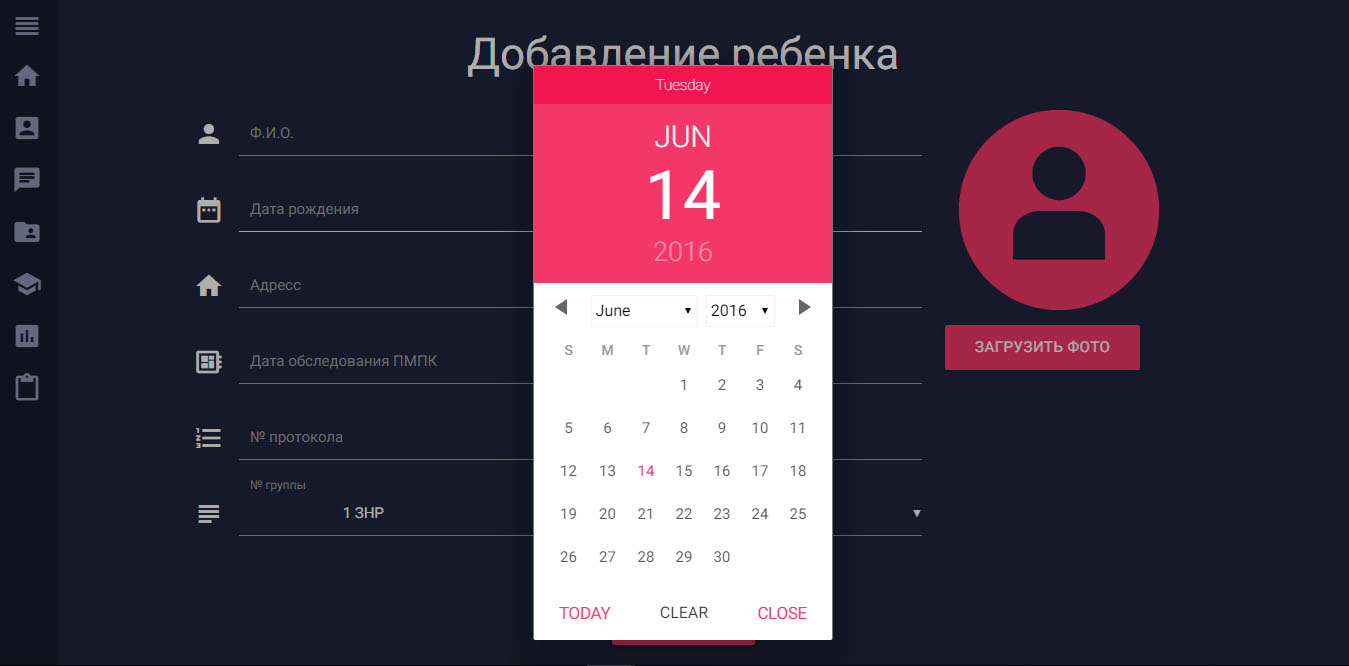 Добавление ребенка
Ф.И.О.
Дата рождения
Адресс
Дата обследования ПМПК
№ протокола
№ группы
1 ЗНР
▼
Tuesday
JUN
14
2016
June ▼ 2016 ▼
S M T W T F S
1 2 3 4
5 6 7 8 9 10 11
12 13 14 15 16 17 18
19 20 21 22 23 24 25
26 27 28 29 30
TODAY CLEAR CLOSE
ЗАГРУЗИТЬ ФОТО